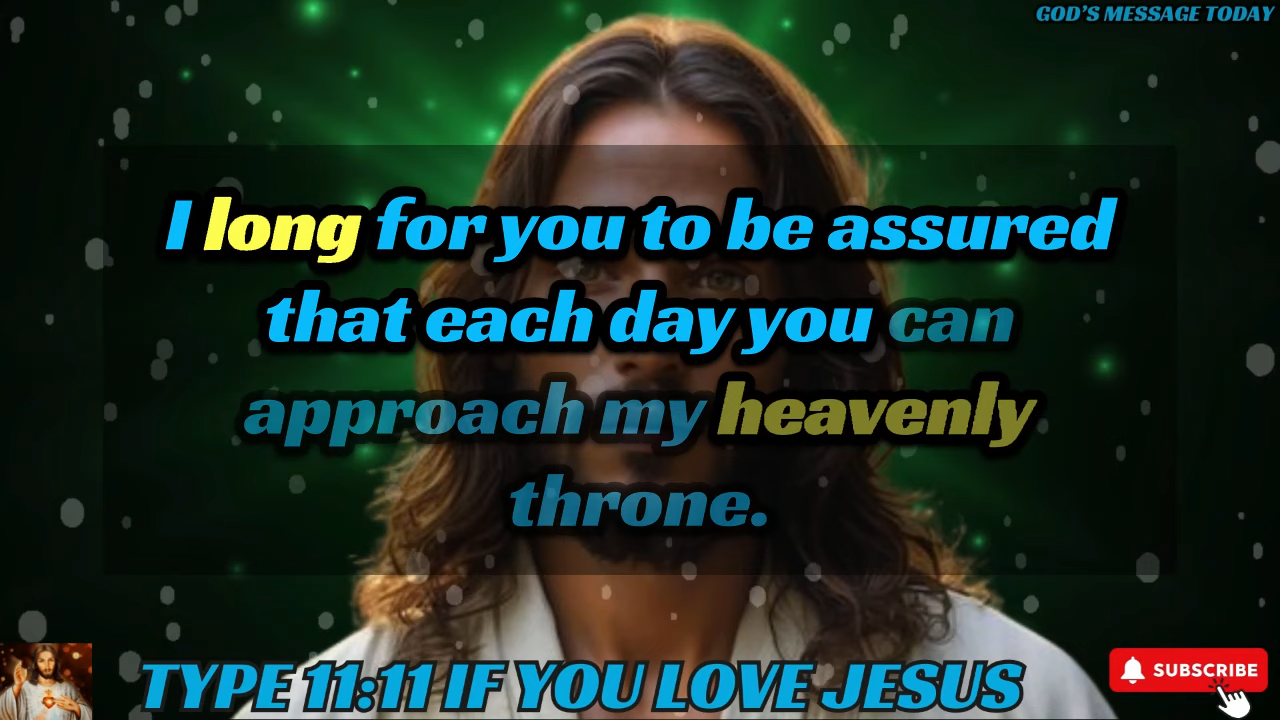 GOD'S MESSAGE TODAY
I long for you to be assured
that each day you can
approach my heavenly
throne.
TYPE 11:11 IF YOU LOVE JESUS
SUBSCRIBE